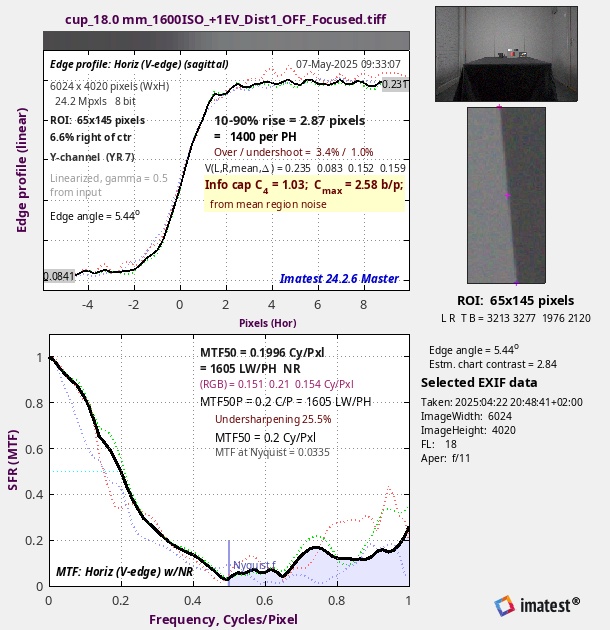 cup_18.0 mm_1600ISO_+1EV_Dist1_OFF_Focused.tiff
Edge profile: Horiz (V-edge) (sagittal)
07-May-2025 09:33:07
6024 x 4020 pixels (WxH)
24.2 Mpxls 8 bit
0.231
ROI: 65x145 pixels
6.6% right of ctr
Y-channel (YR7)
Linearized, gamma = 0.5
from input
Edge angle = 5.44o
10-90% rise = 2.87 pixels
= 1400 per PH
Over / undershoot = 3.4% / 1.0%
V(L,R,mean,Δ) = 0.235 0.083 0.152 0.159
Info cap C4 = 1.03; Cmax = 2.58 b/p;
from mean region noise
0.0841
Imatest 24.2.6 Master
Edge profile (linear)
-4 -2 0 2 4 6 8
Pixels (Hor)
ROI: 65x145 pixels
L R T B = 3213 3277 1976 2120
MTF50 = 0.1996 Cy/Pxl
= 1605 LW/PH NR
(RGB) = 0.151 0.21 0.154 Cy/Pxl
MTF50P = 0.2 C/P = 1605 LW/PH
Undersharpening 25.5%
MTF50 = 0.2 Cy/Pxl
MTF at Nyquist = 0.0335
Nyquist f
MTF: Horiz (V-edge) w/NR
SFR (MTF)
1
0.8
0.6
0.4
0.2
0
0 0.2 0.4 0.6 0.8 1
Frequency, Cycles/Pixel
Edge angle = 5.44o
Estm. chart contrast = 2.84
Selected EXIF data
Taken: 2025:04:22 20:48:41+02:00
ImageWidth: 6024
ImageHeight: 4020
FL: 18
Aper: f/11
imatest®